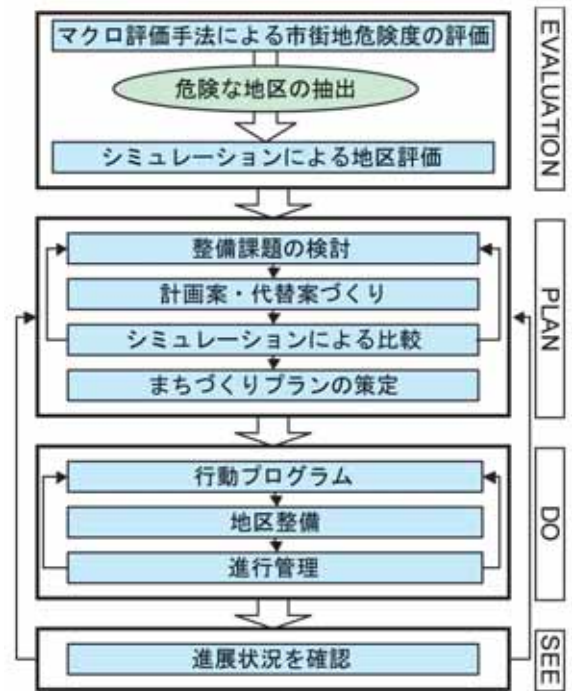 マクロ評価手法による市街地危険度の評価
危険な地区の抽出
シミュレーションによる地区評価
EVALUATION
整備課題の検討
計画案・代替案づくり
シミュレーションによる比較
まちづくりプランの策定
PLAN
行動プログラム
地区整備
進行管理
DO
進展状況を確認
SEE